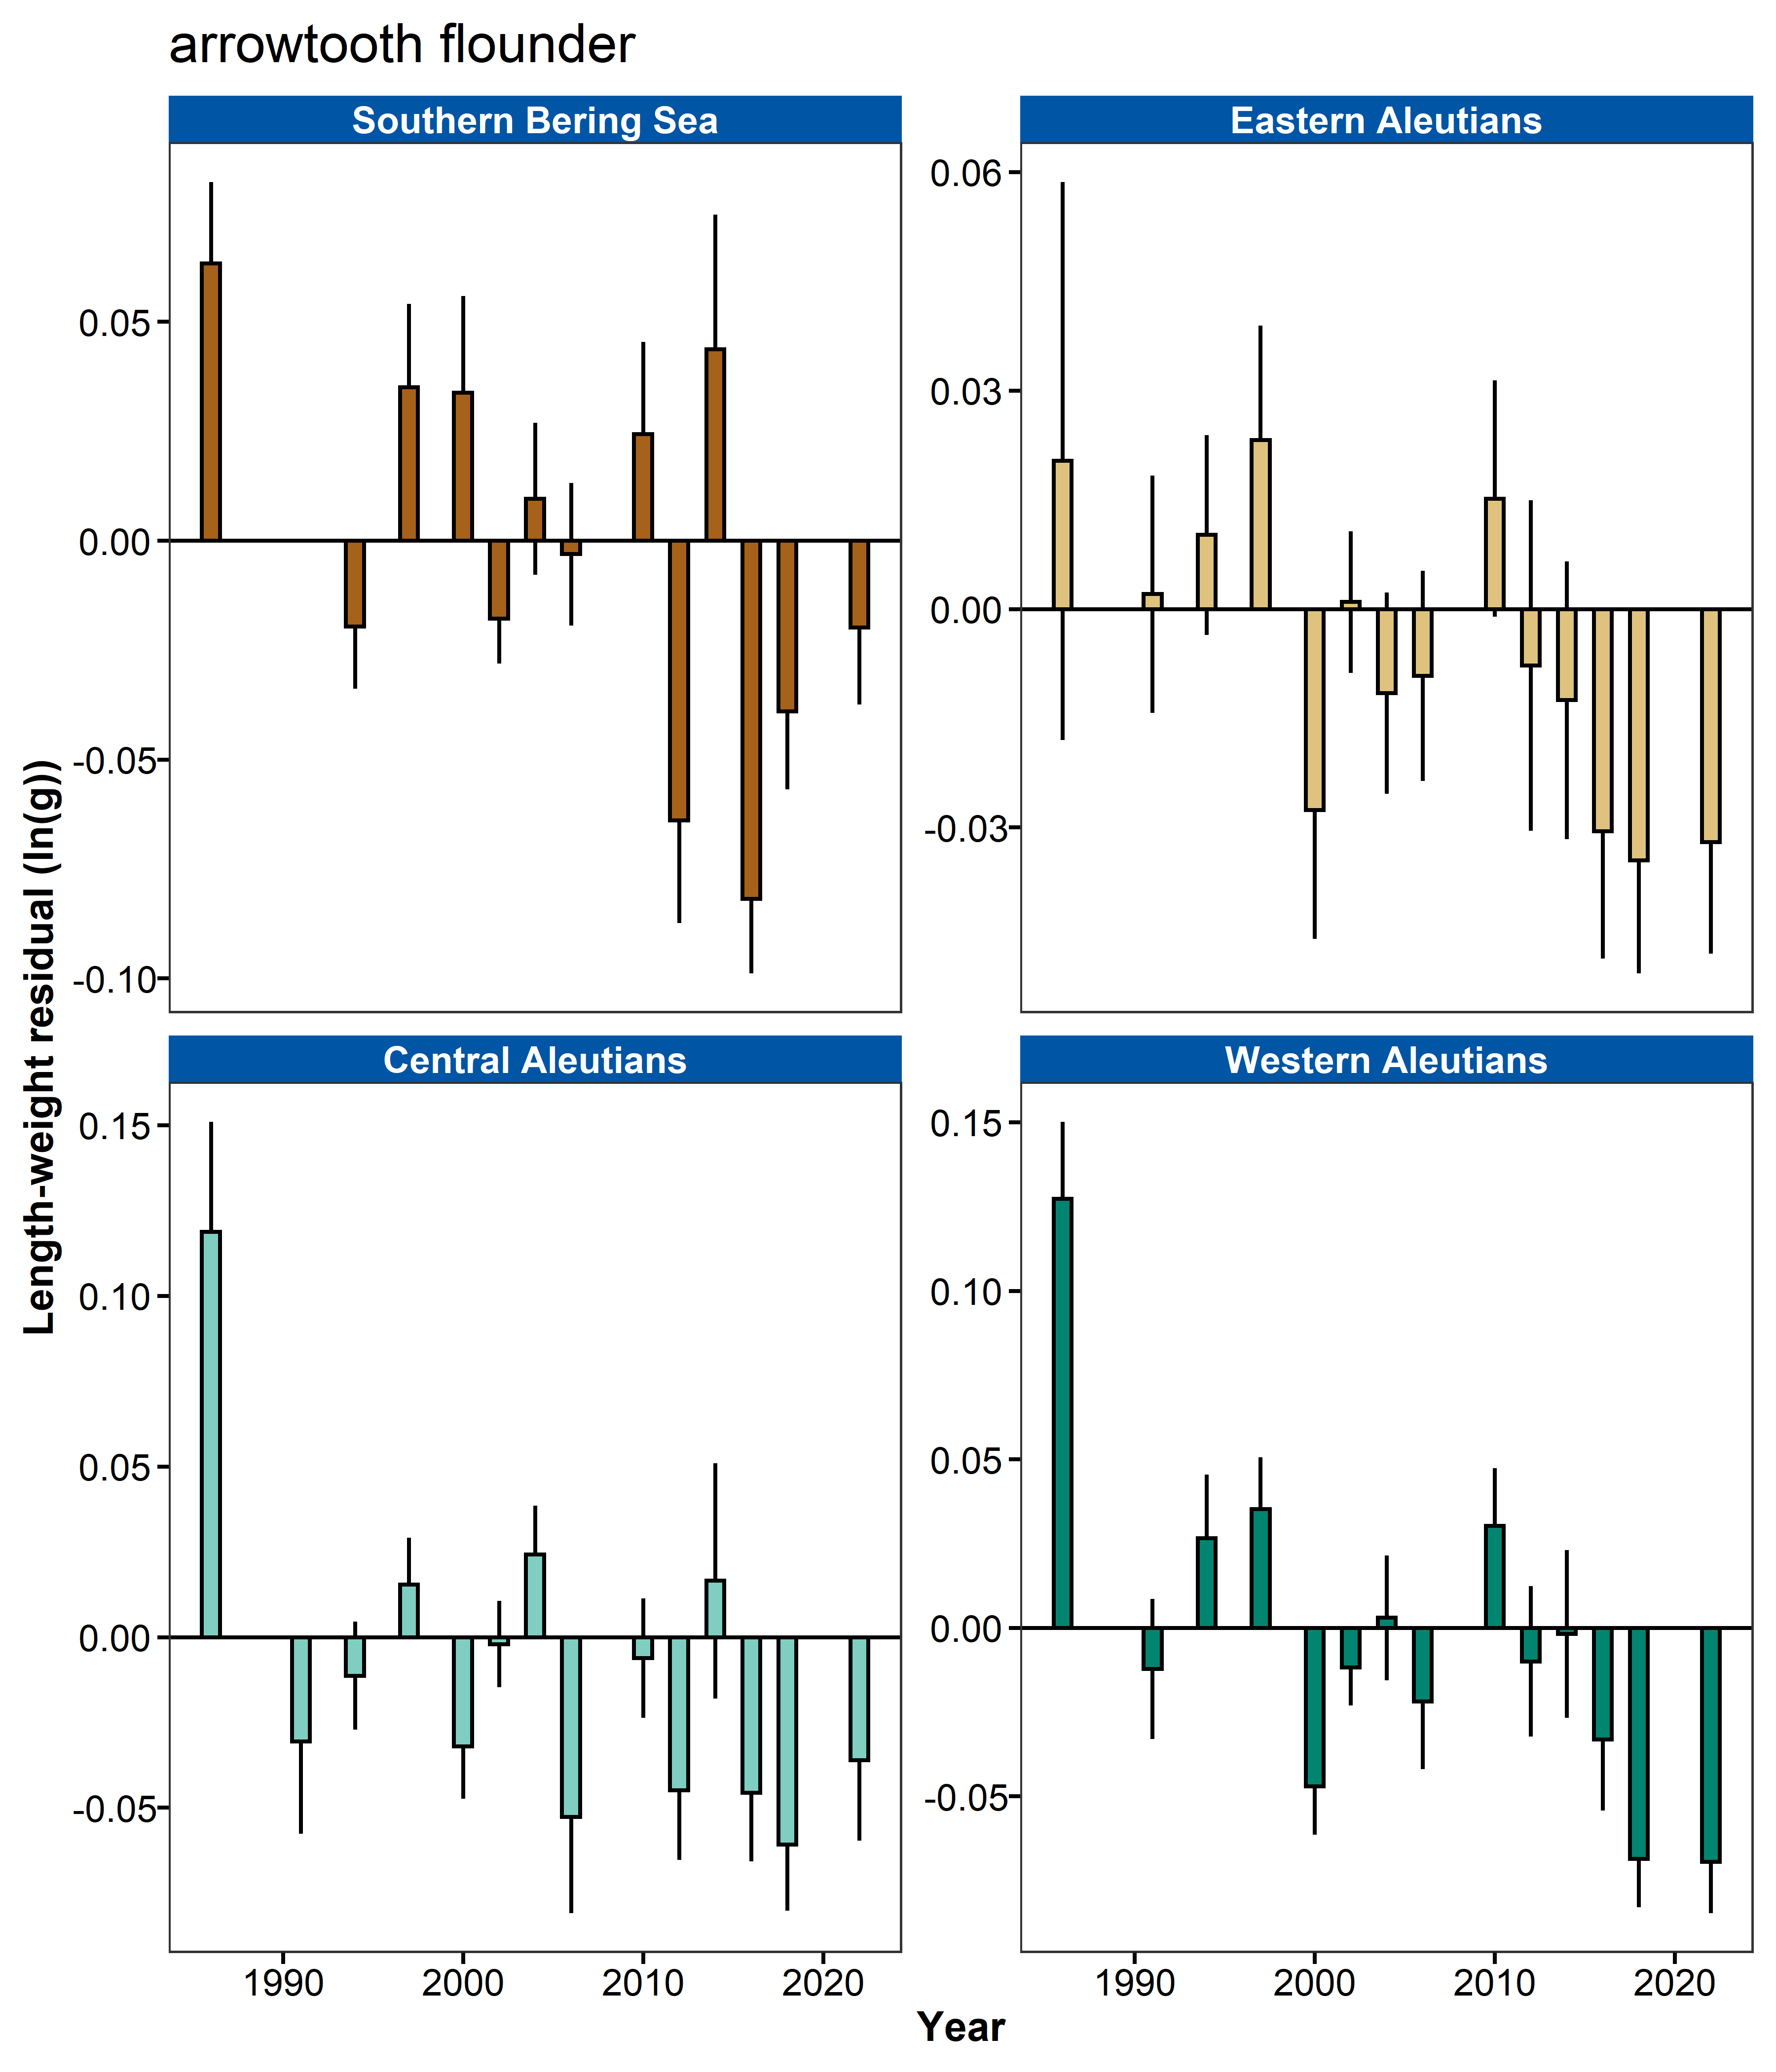 arrowtooth flounder
Southern Bering Sea
Eastern Aleutians
0.05
0.00
-0.05
-0.10
0.06
0.03
0.00
-0.03
Length-weight residual (ln(g))
Central Aleutians
Western Aleutians
0.15
0.10
0.05
0.00
-0.05
0.15
0.10
0.05
0.00
-0.05
1990 2000 2010 2020
1990 2000 2010 2020
Year